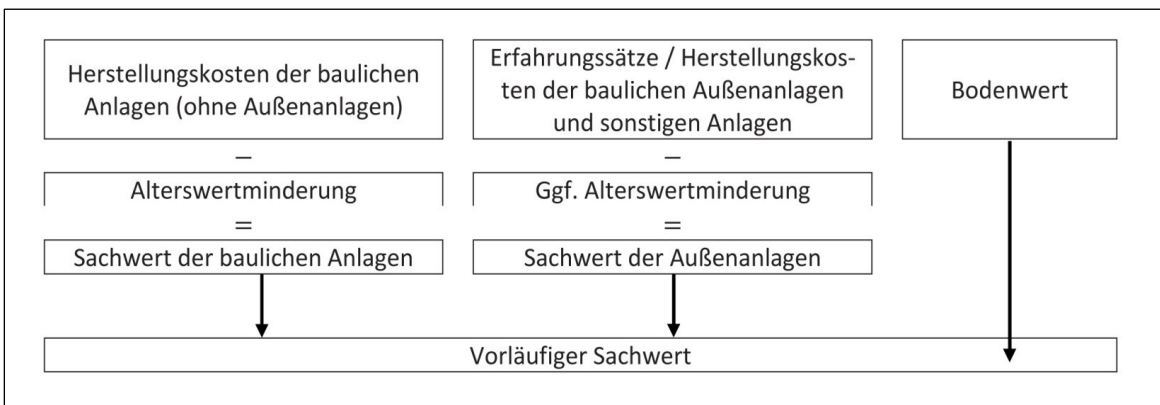 Herstellungskosten der baulichen
Anlagen (ohne Außenanlagen)
–
Alterswertminderung
=
Sachwert der baulichen Anlagen
Erfahrungssätze / Herstellungskos-
ten der baulichen Außenanlagen
und sonstigen Anlagen
–
Ggf. Alterswertminderung
=
Sachwert der Außenanlagen
Bodenwert
Vorläufiger Sachwert